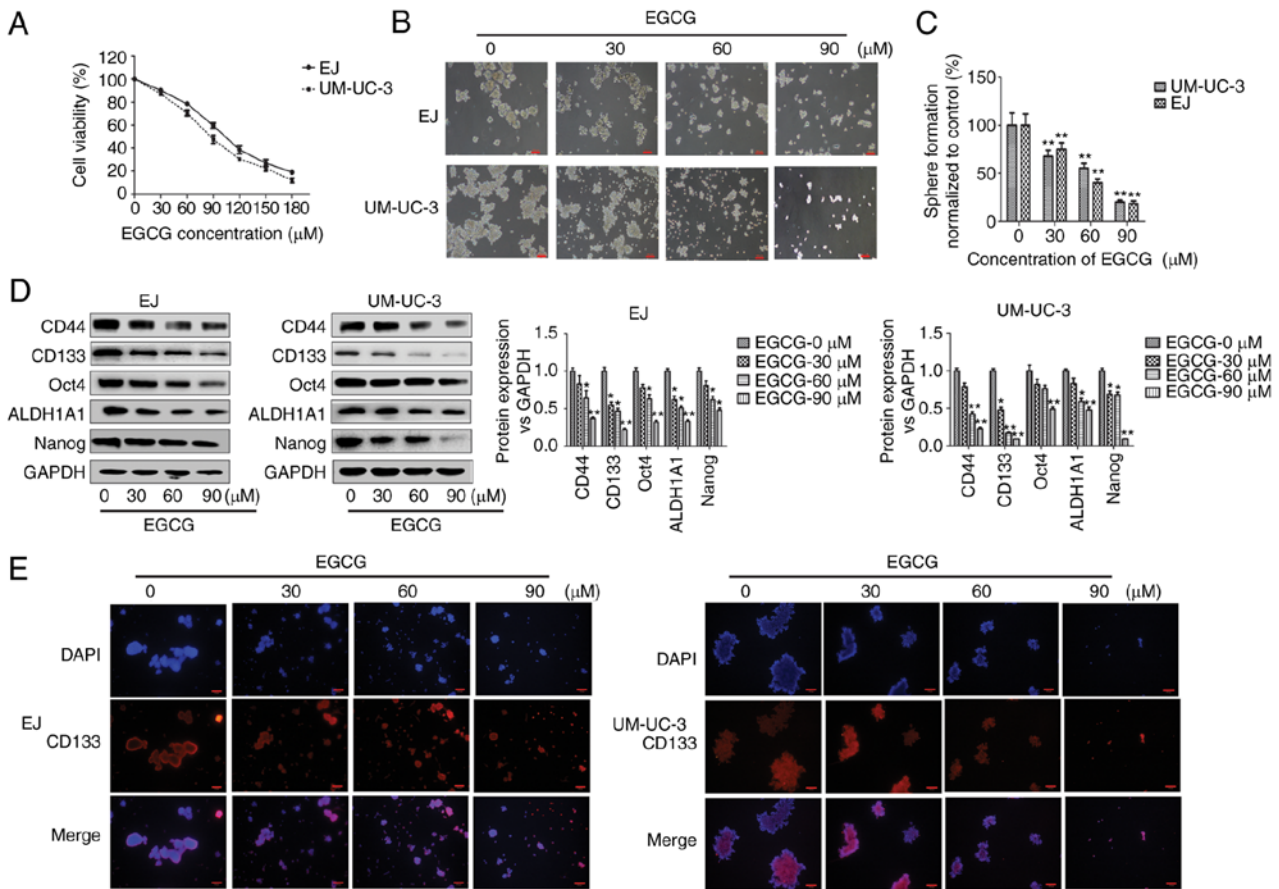 A
120
100
80
60
40
20
0
Cell viability (%)
EJ
UM-UC-3
0 30 60 90 120 150 180
EGCG concentration (μM)
B
EGCG
0 30 60 90 (μM)
EJ
UM-UC-3
C
150
100
50
0
Sphere formation
normalized to control (%)
UM-UC-3
EJ
** ** ** ** ** **
0 30 60 90
Concentration of EGCG (μM)
D
EJ
CD44
CD133
Oct4
ALDH1A1
Nanog
GAPDH
0 30 60 90 (μM)
EGCG
UM-UC-3
CD44
CD133
Oct4
ALDH1A1
Nanog
GAPDH
0 30 60 90 (μM)
EGCG
EJ
1.5
1.0
0.5
0.0
Protein expression
vs GAPDH
EGCG-0 μM
EGCG-30 μM
EGCG-60 μM
EGCG-90 μM
CD44
CD133
Oct4
ALDH1A1
Nanog
UM-UC-3
1.5
1.0
0.5
0.0
Protein expression
vs GAPDH
EGCG-0 μM
EGCG-30 μM
EGCG-60 μM
EGCG-90 μM
CD44
CD133
Oct4
ALDH1A1
Nanog
E
EGCG
0 30 60 90 (μM)
DAPI
EJ
CD133
Merge
EGCG
0 30 60 90 (μM)
DAPI
UM-UC-3
CD133
Merge